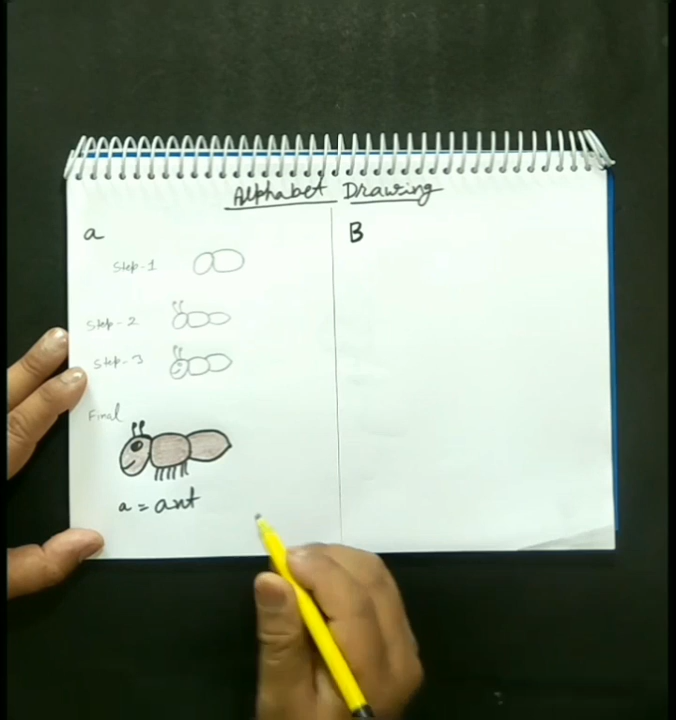 Alphabet Drawing
a
Step-1
Step-2
Step-3
Final
a = ant
B